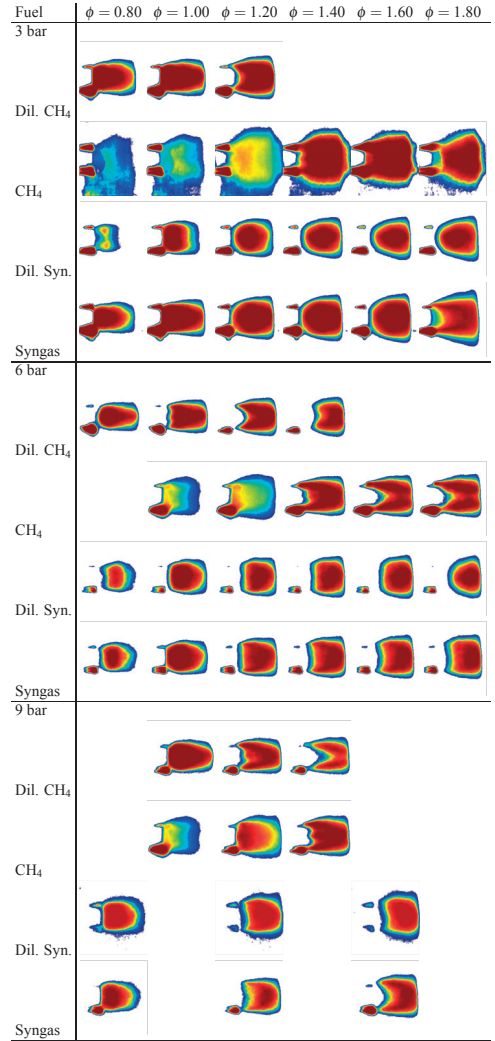 Fuel ϕ = 0.80 ϕ = 1.00 ϕ = 1.20 ϕ = 1.40 ϕ = 1.60 ϕ = 1.80
3 bar
Dil. CH₄
CH₄
Dil. Syn.
Syngas
6 bar
Dil. CH₄
CH₄
Dil. Syn.
Syngas
9 bar
Dil. CH₄
CH₄
Dil. Syn.
Syngas